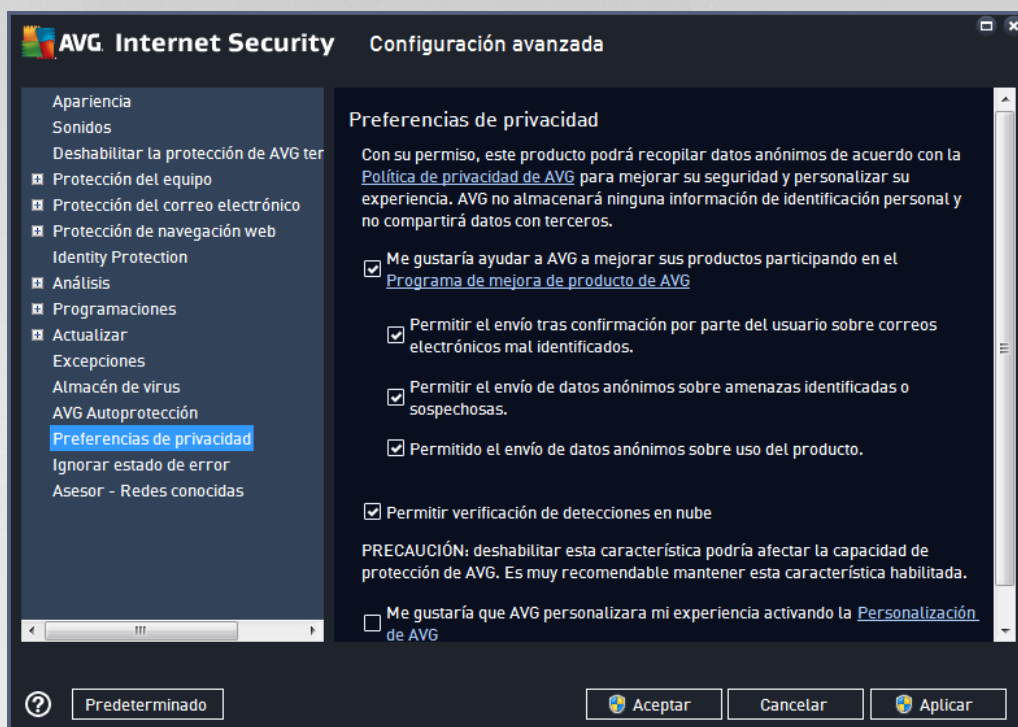 AVG Internet Security
Configuración avanzada
Apariencia
Sonidos
Deshabilitar la protección de AVG ter
Protección del equipo
Protección del correo electrónico
Protección de navegación web
Identity Protection
Análisis
Programaciones
Actualizar
Excepciones
Almacén de virus
AVG Autoprotección
Preferencias de privacidad
Ignorar estado de error
Asesor - Redes conocidas
Preferencias de privacidad
Con su permiso, este producto podrá recopilar datos anónimos de acuerdo con la
Política de privacidad de AVG para mejorar su seguridad y personalizar su
experiencia. AVG no almacenará ninguna información de identificación personal y
no compartirá datos con terceros.
Me gustaría ayudar a AVG a mejorar sus productos participando en el
Programa de mejora de producto de AVG
Permitir el envío tras confirmación por parte del usuario sobre correos
electrónicos mal identificados.
Permitir el envío de datos anónimos sobre amenazas identificadas o
sospechosas.
Permitido el envío de datos anónimos sobre uso del producto.
Permitir verificación de detecciones en nube
PRECAUCIÓN: deshabilitar esta característica podría afectar la capacidad de
protección de AVG. Es muy recomendable mantener esta característica habilitada.
Me gustaría que AVG personalizara mi experiencia activando la Personalización
de AVG
Predeterminado
Aceptar
Cancelar
Aplicar